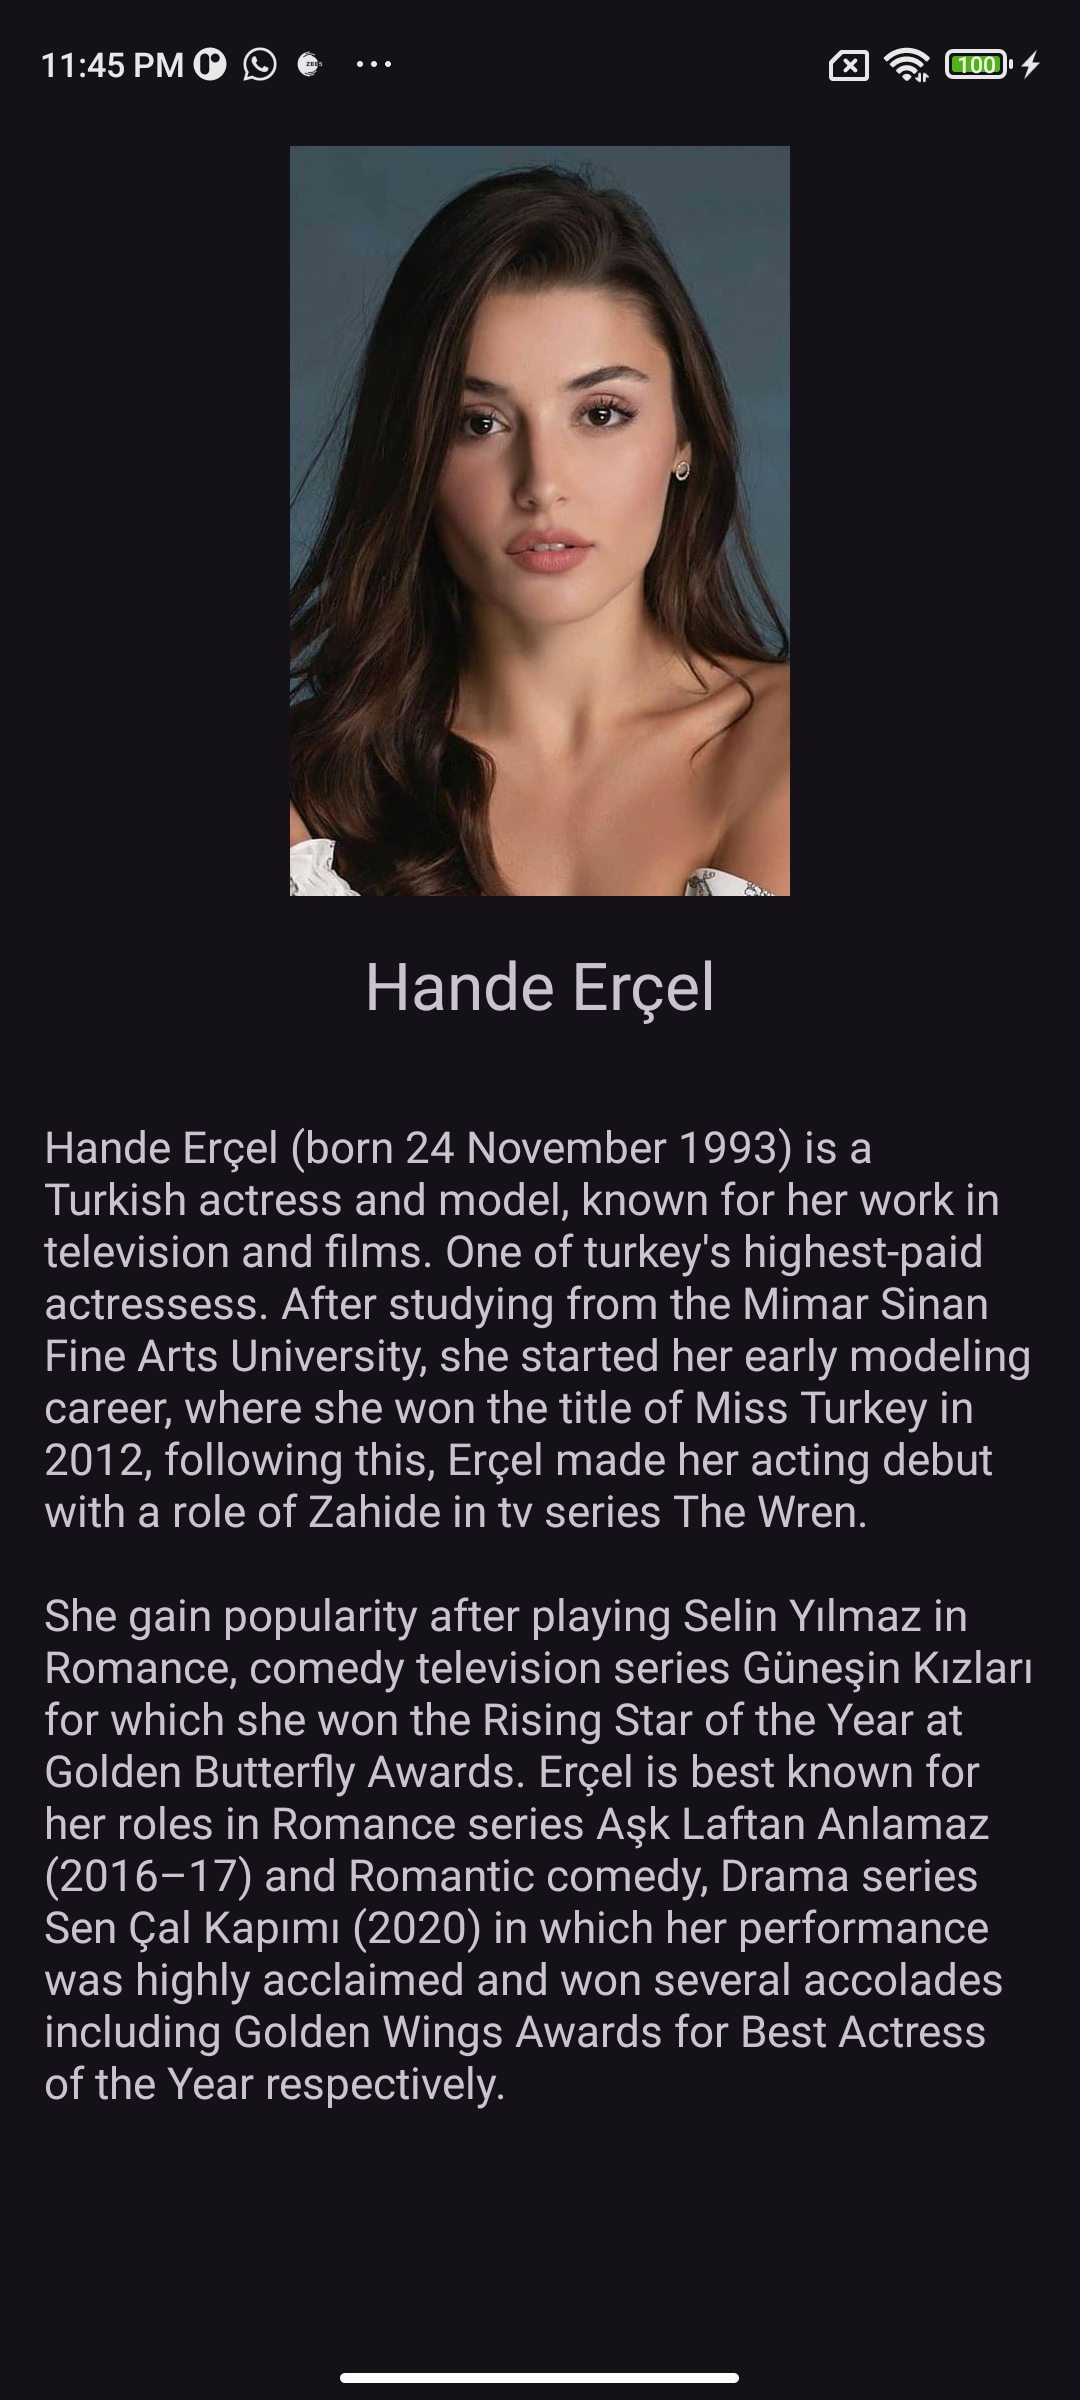 11:45 PM
100
Hande Erçel
Hande Erçel (born 24 November 1993) is a
Turkish actress and model, known for her work in
television and films. One of turkey's highest-paid
actressess. After studying from the Mimar Sinan
Fine Arts University, she started her early modeling
career, where she won the title of Miss Turkey in
2012, following this, Erçel made her acting debut
with a role of Zahide in tv series The Wren.
She gain popularity after playing Selin Yılmaz in
Romance, comedy television series Güneşin Kızları
for which she won the Rising Star of the Year at
Golden Butterfly Awards. Erçel is best known for
her roles in Romance series Aşk Laftan Anlamaz
(2016–17) and Romantic comedy, Drama series
Sen Çal Kapımı (2020) in which her performance
was highly acclaimed and won several accolades
including Golden Wings Awards for Best Actress
of the Year respectively.